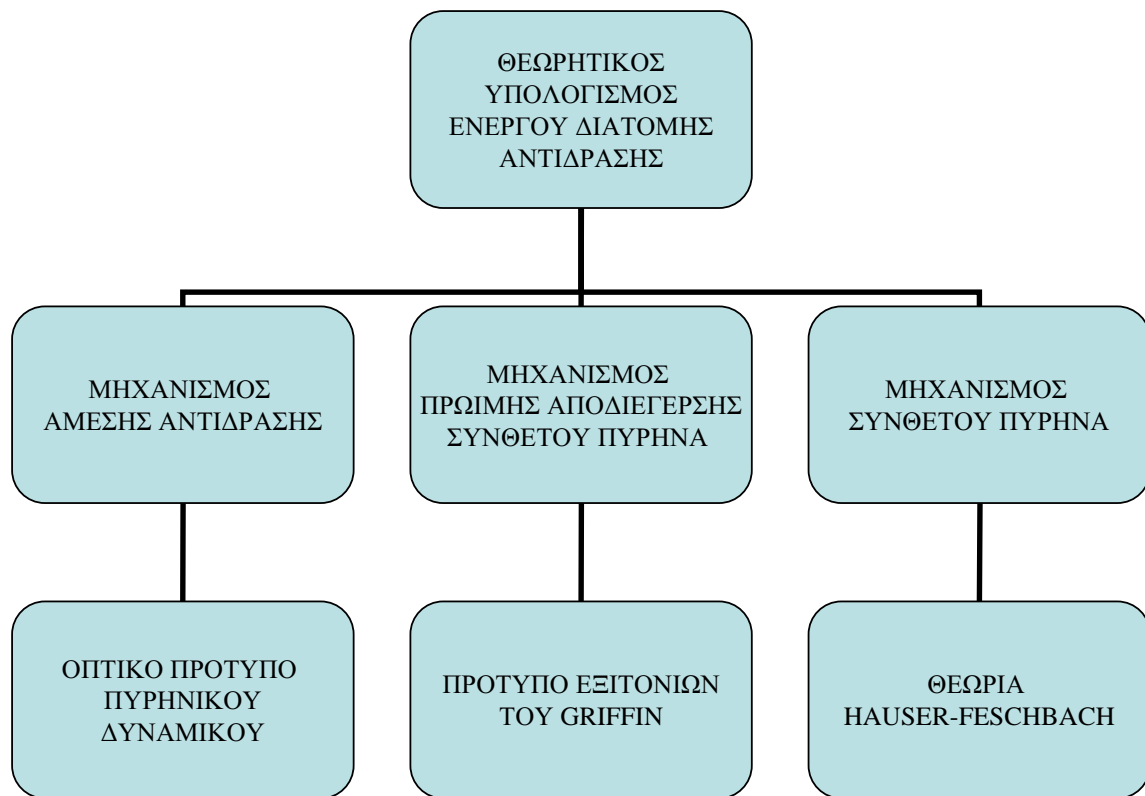 ΘΕΩΡΗΤΙΚΟΣ
ΥΠΟΛΟΓΙΣΜΟΣ
ΕΝΕΡΓΟΥ ΔΙΑΤΟΜΗΣ
ΑΝΤΙΔΡΑΣΗΣ
ΜΗΧΑΝΙΣΜΟΣ
ΑΜΕΣΗΣ ΑΝΤΙΔΡΑΣΗΣ
ΜΗΧΑΝΙΣΜΟΣ
ΠΡΩΙΜΗΣ ΑΠΟΔΙΕΓΕΡΣΗΣ
ΣΥΝΘΕΤΟΥ ΠΥΡΗΝΑ
ΜΗΧΑΝΙΣΜΟΣ
ΣΥΝΘΕΤΟΥ ΠΥΡΗΝΑ
ΟΠΤΙΚΟ ΠΡΟΤΥΠΟ
ΠΥΡΗΝΙΚΟΥ
ΔΥΝΑΜΙΚΟΥ
ΠΡΟΤΥΠΟ ΕΞΙΤΟΝΙΩΝ
ΤΟΥ GRIFFIN
ΘΕΩΡΙΑ
HAUSER-FESCHBACH